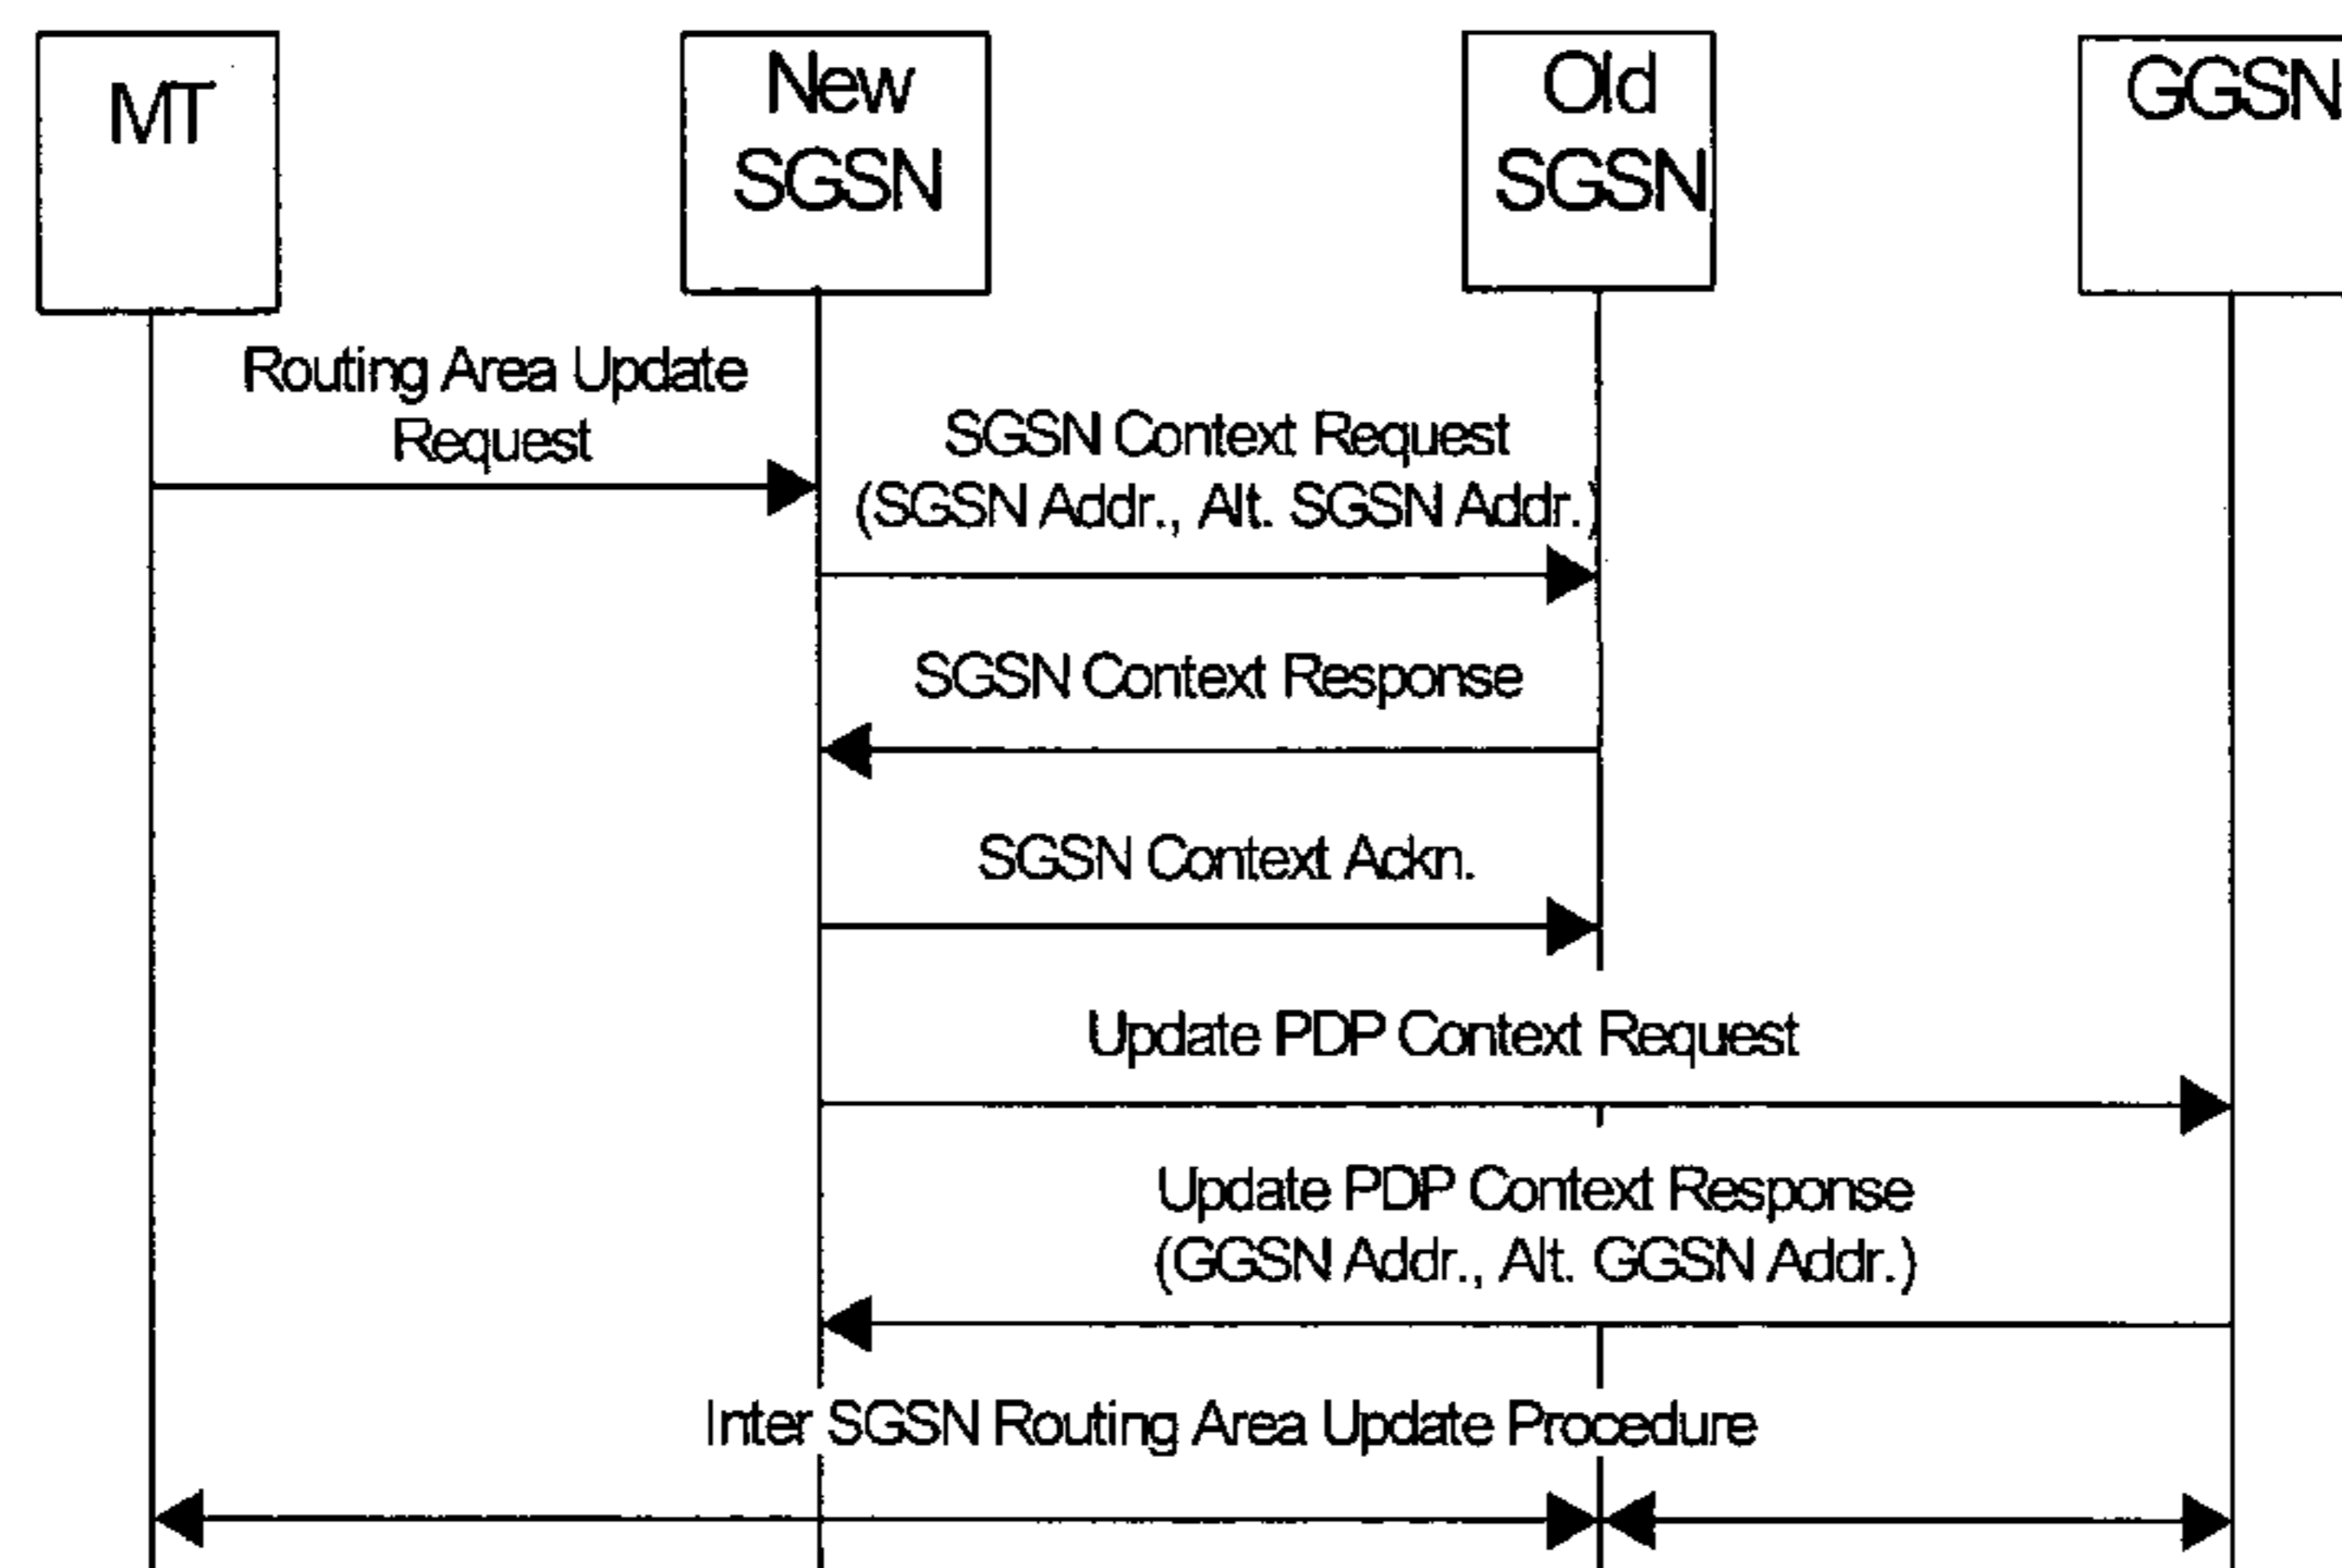 MT
New
SGSN
Old
SGSN
GGSN
Routing Area Update
Request
SGSN Context Request
(SGSN Addr., Alt. SGSN Addr.)
SGSN Context Response
SGSN Context Ackn.
Update PDP Context Request
Update PDP Context Response
(GGSN Addr., Alt. GGSN Addr.)
Inter SGSN Routing Area Update Procedure